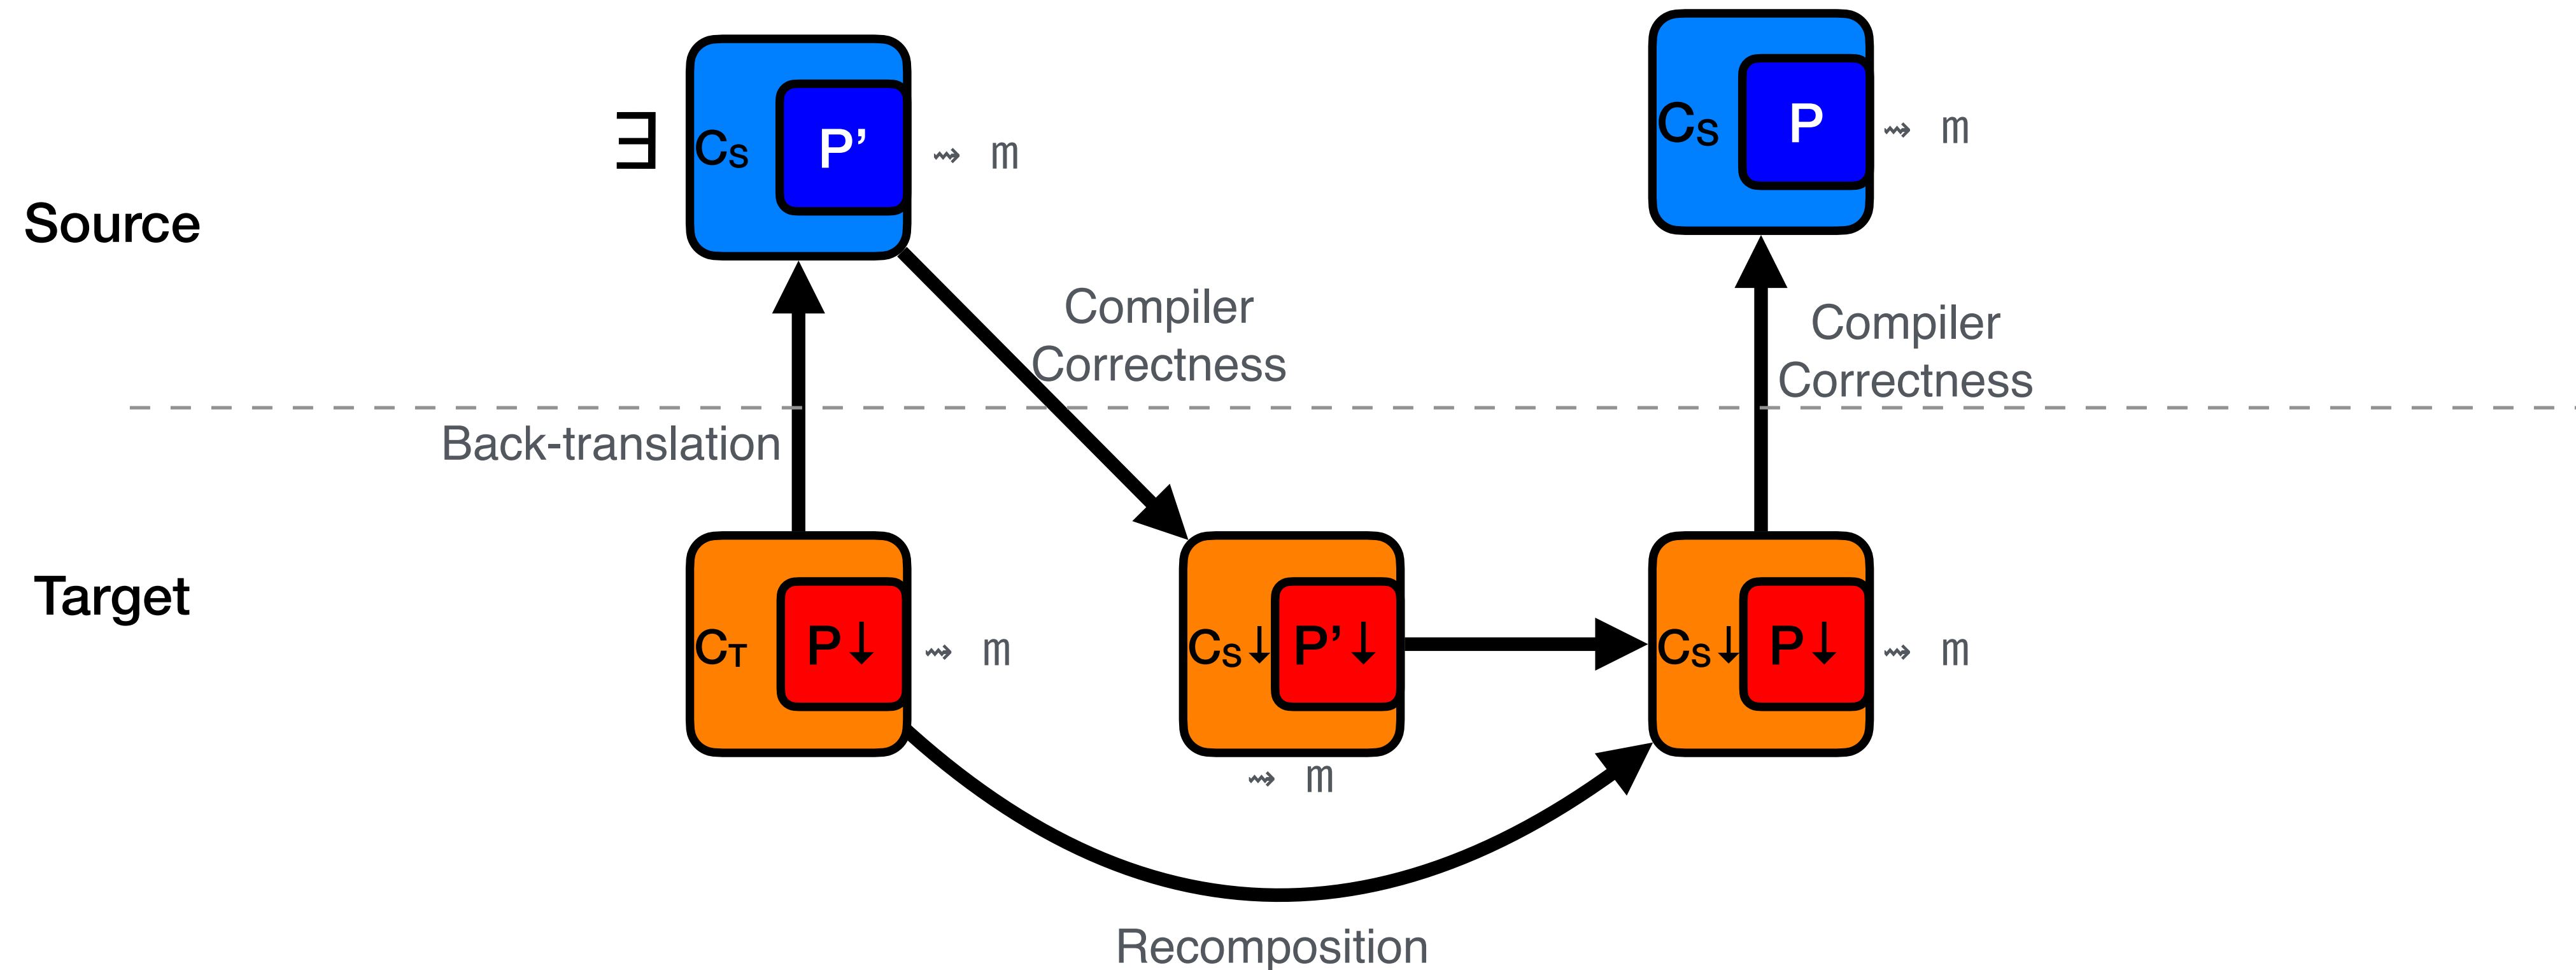 ∃
Cs
P’
⇝ m
Cs
P
⇝ m
Source
Compiler
Correctness
Compiler
Correctness
Back-translation
Target
CT
P↓
⇝ m
Cs↓
P’↓
⇝ m
Cs↓
P↓
⇝ m
Recomposition